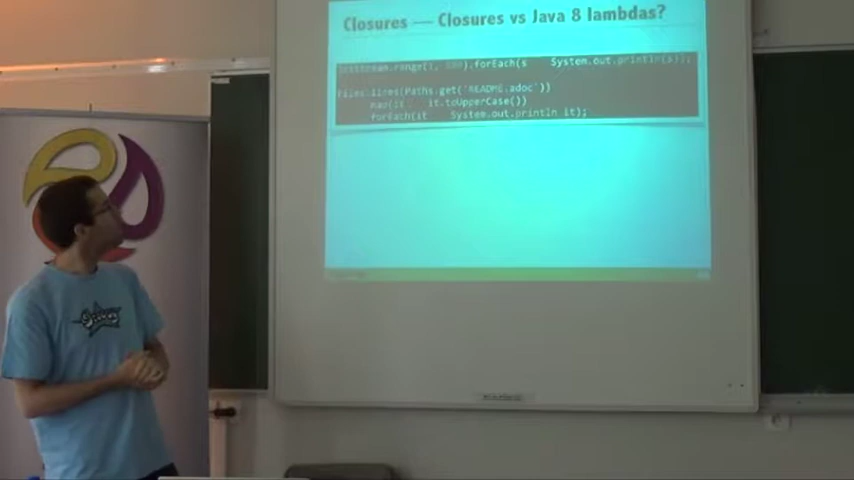 Closures — Closures vs Java 8 lambdas?
IntStream.range(1, 100).forEach(s System.out.println(s));
Files.lines(Paths.get('README.adoc'))
map(it it.toUpperCase())
forEach(it System.out.println it);